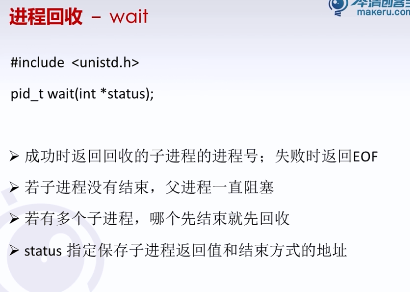 进程回收 – wait
makeru.com
#include <unistd.h>
pid_t wait(int *status);
➢ 成功时返回回收的子进程的进程号；失败时返回EOF
➢ 若子进程没有结束，父进程一直阻塞
➢ 若有多个子进程，哪个先结束就先回收
➢ status 指定保存子进程返回值和结束方式的地址